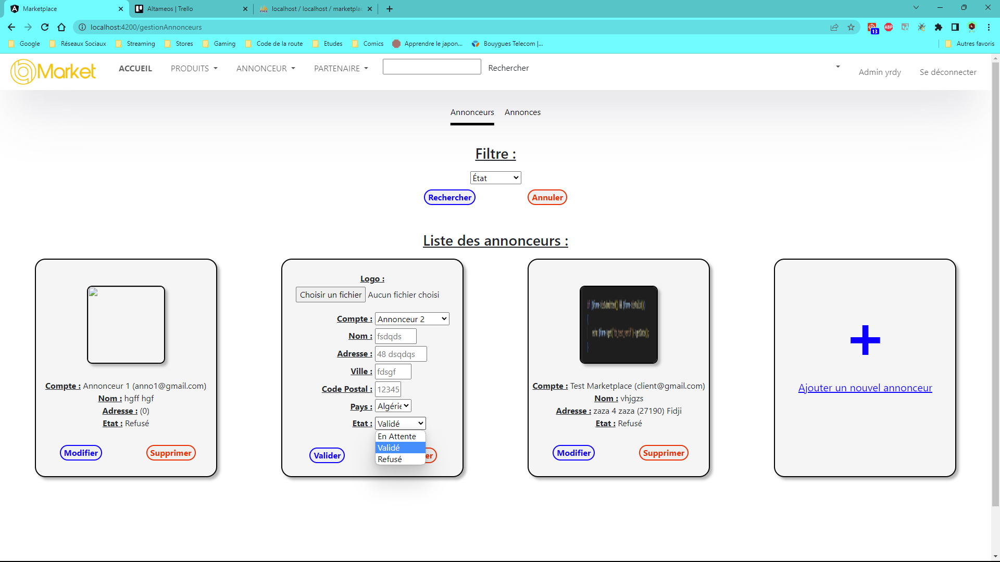 Marketplace
Altameos | Trello
localhost / localhost / marketplac
localhost:4200/gestionAnnonceurs
13
ABP
Google
Réseaux Sociaux
Streaming
Stores
Gaming
Code de la route
Etudes
Comics
Apprendre le japon...
Bouygues Telecom |...
Autres favoris
Market
ACCUEIL
PRODUITS
ANNONCEUR
PARTENAIRE
Rechercher
Admin yrdy
Se déconnecter
Annonceurs
Annonces
Filtre :
État
Rechercher
Annuler
Liste des annonceurs :
Compte : Annonceur 1 (anno1@gmail.com)
Nom : hgff hgf
Adresse : (0)
Etat : Refusé
Modifier
Supprimer
Logo :
Choisir un fichier Aucun fichier choisi
Compte : Annonceur 2
Nom : fsdqds
Adresse : 48 dsqdqs
Ville : fdsgf
Code Postal : 12345
Pays : Algérie
Etat : Validé
En Attente
Validé
Refusé
Valider
er
Compte : Test Marketplace (client@gmail.com)
Nom : vhjgzs
Adresse : zaza 4 zaza (27190) Fidji
Etat : Refusé
Modifier
Supprimer
+
Ajouter un nouvel annonceur